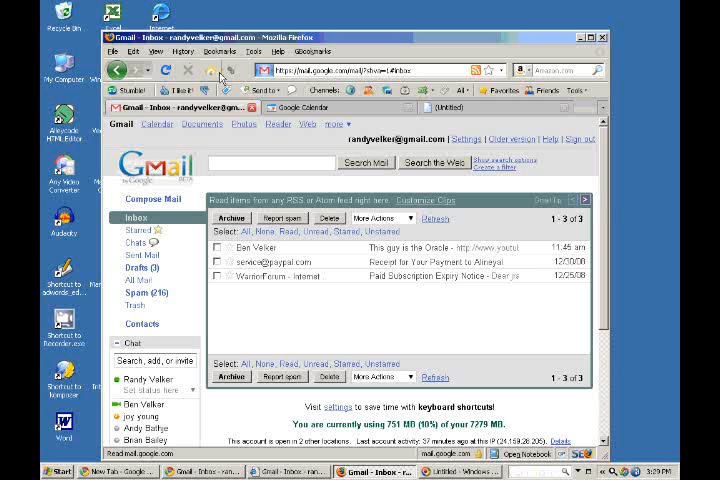 Recycle Bin
Excel
Internet
Gmail - Inbox - randyvelker@gmail.com - Mozilla Firefox
File Edit View History Bookmarks Tools Help GBookmarks
https://mail.google.com/mail/?shva=1#inbox
Amazon.com
My Computer
Stumble! I like it! Send to Channels: All Favorites Friends Tools
Gmail - Inbox - randyvelker@gm...
Google Calendar
(Untitled)
Alleycode HTML Editor
Gmail Calendar Documents Photos Reader Web more
randyvelker@gmail.com | Settings | Older version | Help | Sign out
Gmail
by Google BETA
Search Mail
Search the Web
Show search options
Create a filter
Any Video Converter
Compose Mail
Read items from any RSS or Atom feed right here. Customize Clips
Inbox
Archive Report spam Delete More Actions Refresh 1 - 3 of 3
Starred
Select: All, None, Read, Unread, Starred, Unstarred
Audacity
Chats
Ben Velker This guy is the Oracle - http://www.youtul 11:45 am
Sent Mail
service@paypal.com Receipt for Your Payment to Alineyal 12/30/08
Drafts (3)
WarriorForum - Internet . Paid Subscription Expiry Notice - Dear jra 12/25/08
All Mail
Shortcut to adwords_ed...
Spam (216)
Trash
Contacts
Shortcut to Recorder.exe
Chat
Search, add, or invite
Select: All, None, Read, Unread, Starred, Unstarred
Archive Report spam Delete More Actions Refresh 1 - 3 of 3
Randy Velker
Set status here
Shortcut to kompozer
Ben Velker
joy young
Andy Bathje
Brian Bailey
Visit settings to save time with keyboard shortcuts!
You are currently using 751 MB (10%) of your 7279 MB.
This account is open in 2 other locations. Last account activity: 37 minutes ago at this IP (24.159.28.205). Details
Word
Read mail.google.com
mail.google.com
Open Notebook
Start
New Tab - Google ...
Gmail - Inbox - ran...
Gmail - Inbox - ran...
Gmail - Inbox - r...
Untitled - Windows ...
3:29 PM